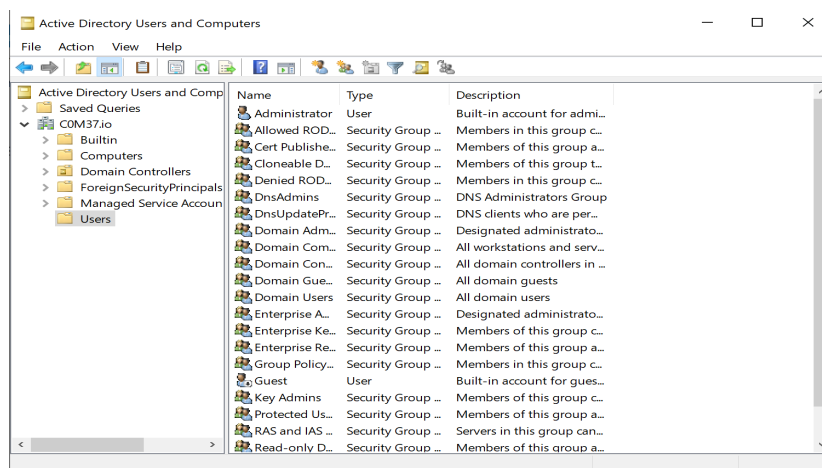 Active Directory Users and Computers
File Action View Help
Active Directory Users and Comp
Saved Queries
C0M37.io
Builtin
Computers
Domain Controllers
ForeignSecurityPrincipals
Managed Service Accoun
Users
Name Type Description
Administrator User Built-in account for admi...
Allowed ROD... Security Group ... Members in this group c...
Cert Publishe... Security Group ... Members of this group a...
Cloneable D... Security Group ... Members of this group t...
Denied ROD... Security Group ... Members in this group c...
DnsAdmins Security Group ... DNS Administrators Group
DnsUpdatePr... Security Group ... DNS clients who are per...
Domain Adm... Security Group ... Designated administrato...
Domain Com... Security Group ... All workstations and serv...
Domain Con... Security Group ... All domain controllers in ...
Domain Gue... Security Group ... All domain guests
Domain Users Security Group ... All domain users
Enterprise A... Security Group ... Designated administrato...
Enterprise Ke... Security Group ... Members of this group c...
Enterprise Re... Security Group ... Members of this group a...
Group Policy... Security Group ... Members in this group c...
Guest User Built-in account for gues...
Key Admins Security Group ... Members of this group c...
Protected Us... Security Group ... Members of this group a...
RAS and IAS ... Security Group ... Servers in this group can...
Read-only D... Security Group ... Members of this group a...